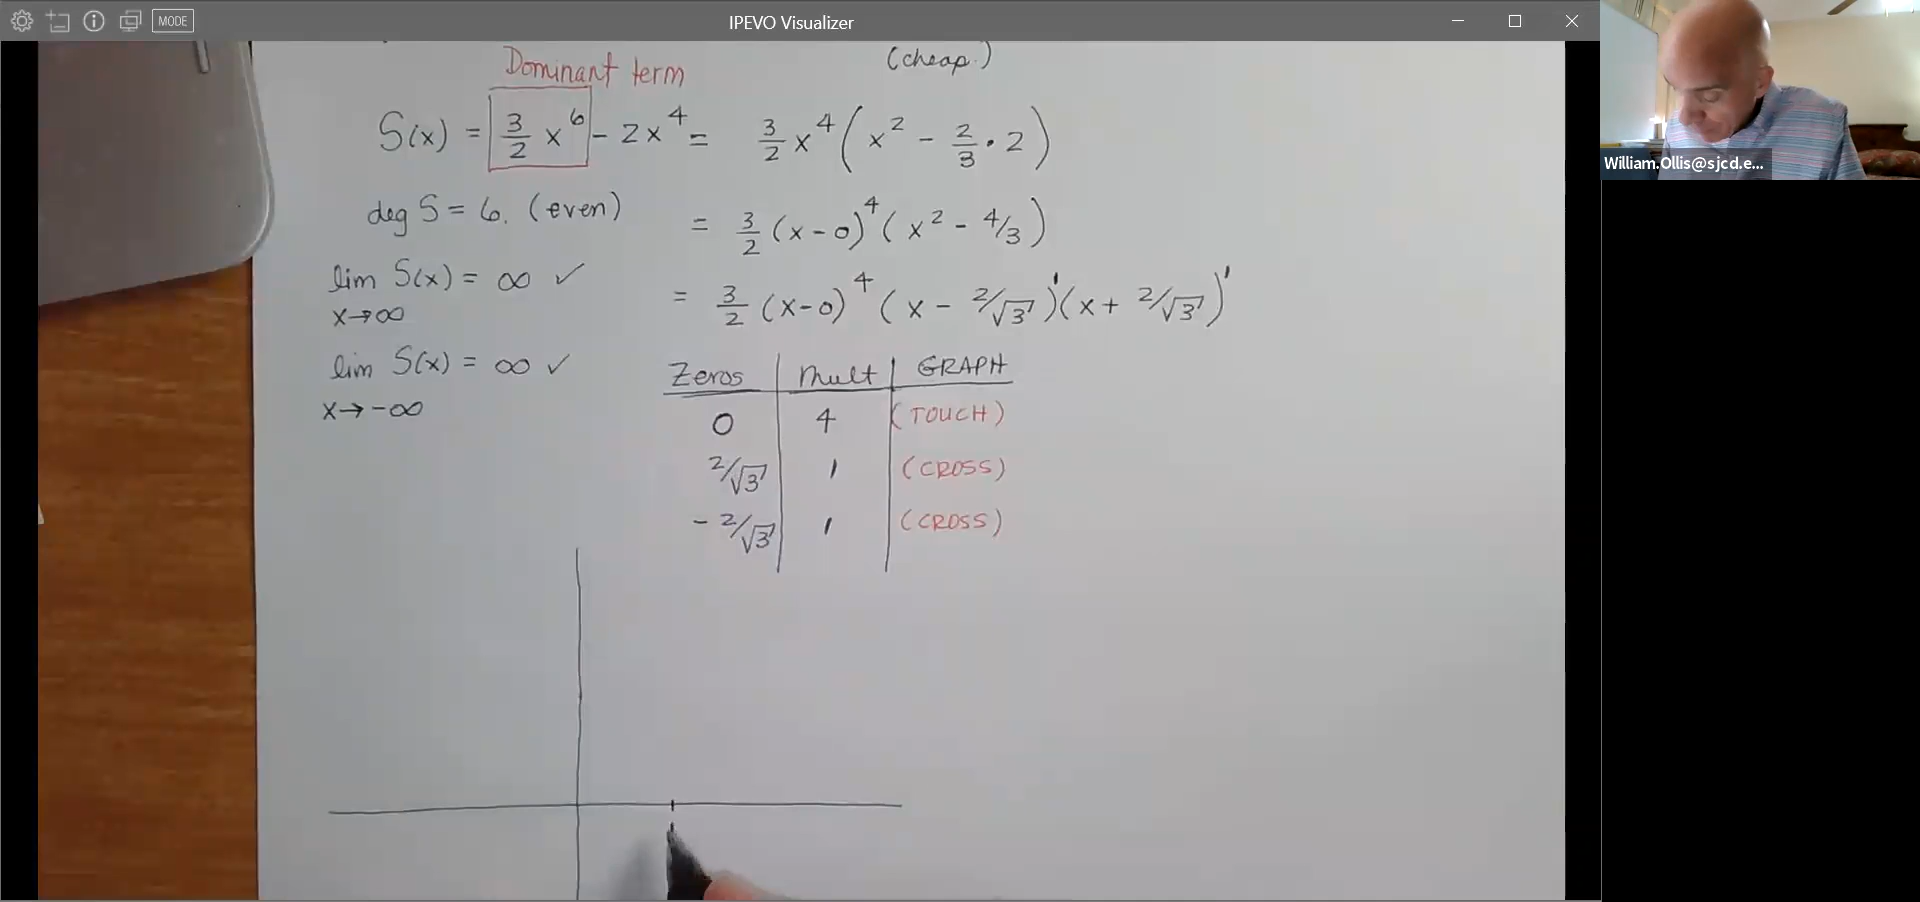 MODE
IPEVO Visualizer
William.Ollis@sjcd.e...
Dominant term
(cheap.)
S(x) = 3/2 x^6 - 2x^4 = 3/2 x^4 (x^2 - 2/3 · 2)
deg S = 6. (even)
= 3/2 (x-0)^4 (x^2 - 4/3)
lim S(x) = ∞ ✓
x→∞
= 3/2 (x-0)^4 (x - 2/√3)^1 (x + 2/√3)^1
lim S(x) = ∞ ✓
x→-∞
Zeros Mult GRAPH
0 4 (TOUCH)
2/√3 1 (CROSS)
- 2/√3 1 (CROSS)